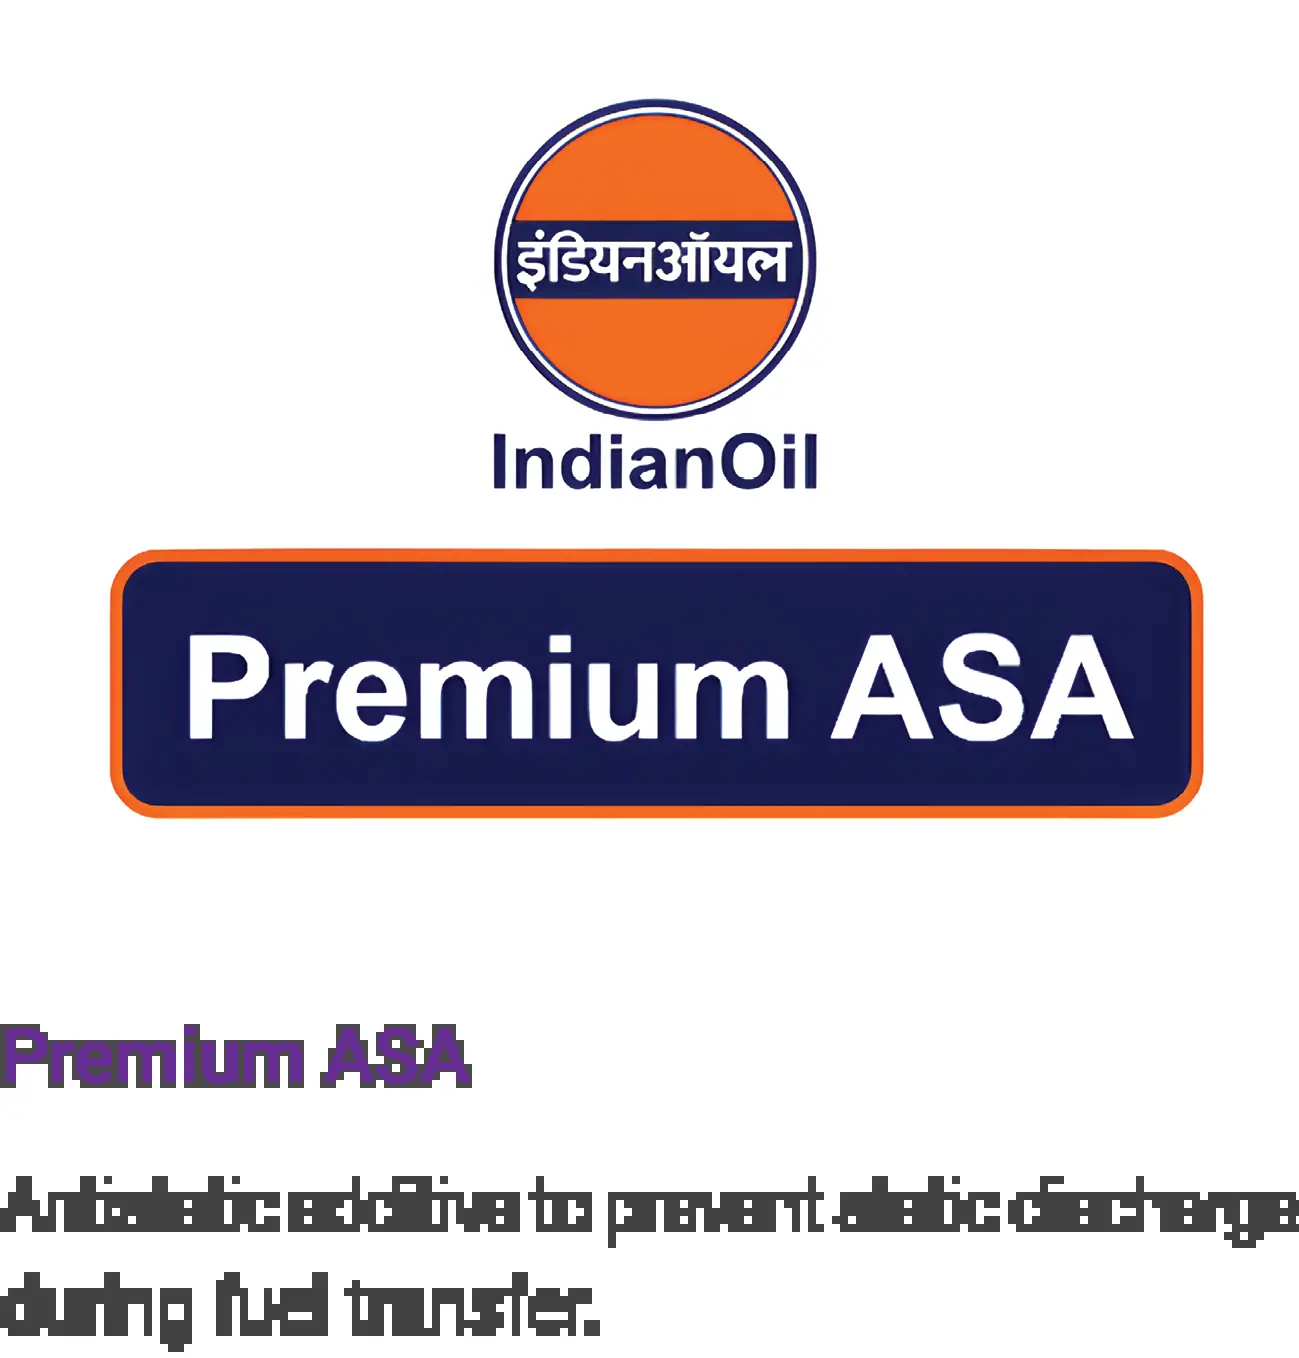 इंडियनऑयल
IndianOil
Premium ASA
Premium ASA
Antistatic additive to prevent static discharge
during fuel transfer.